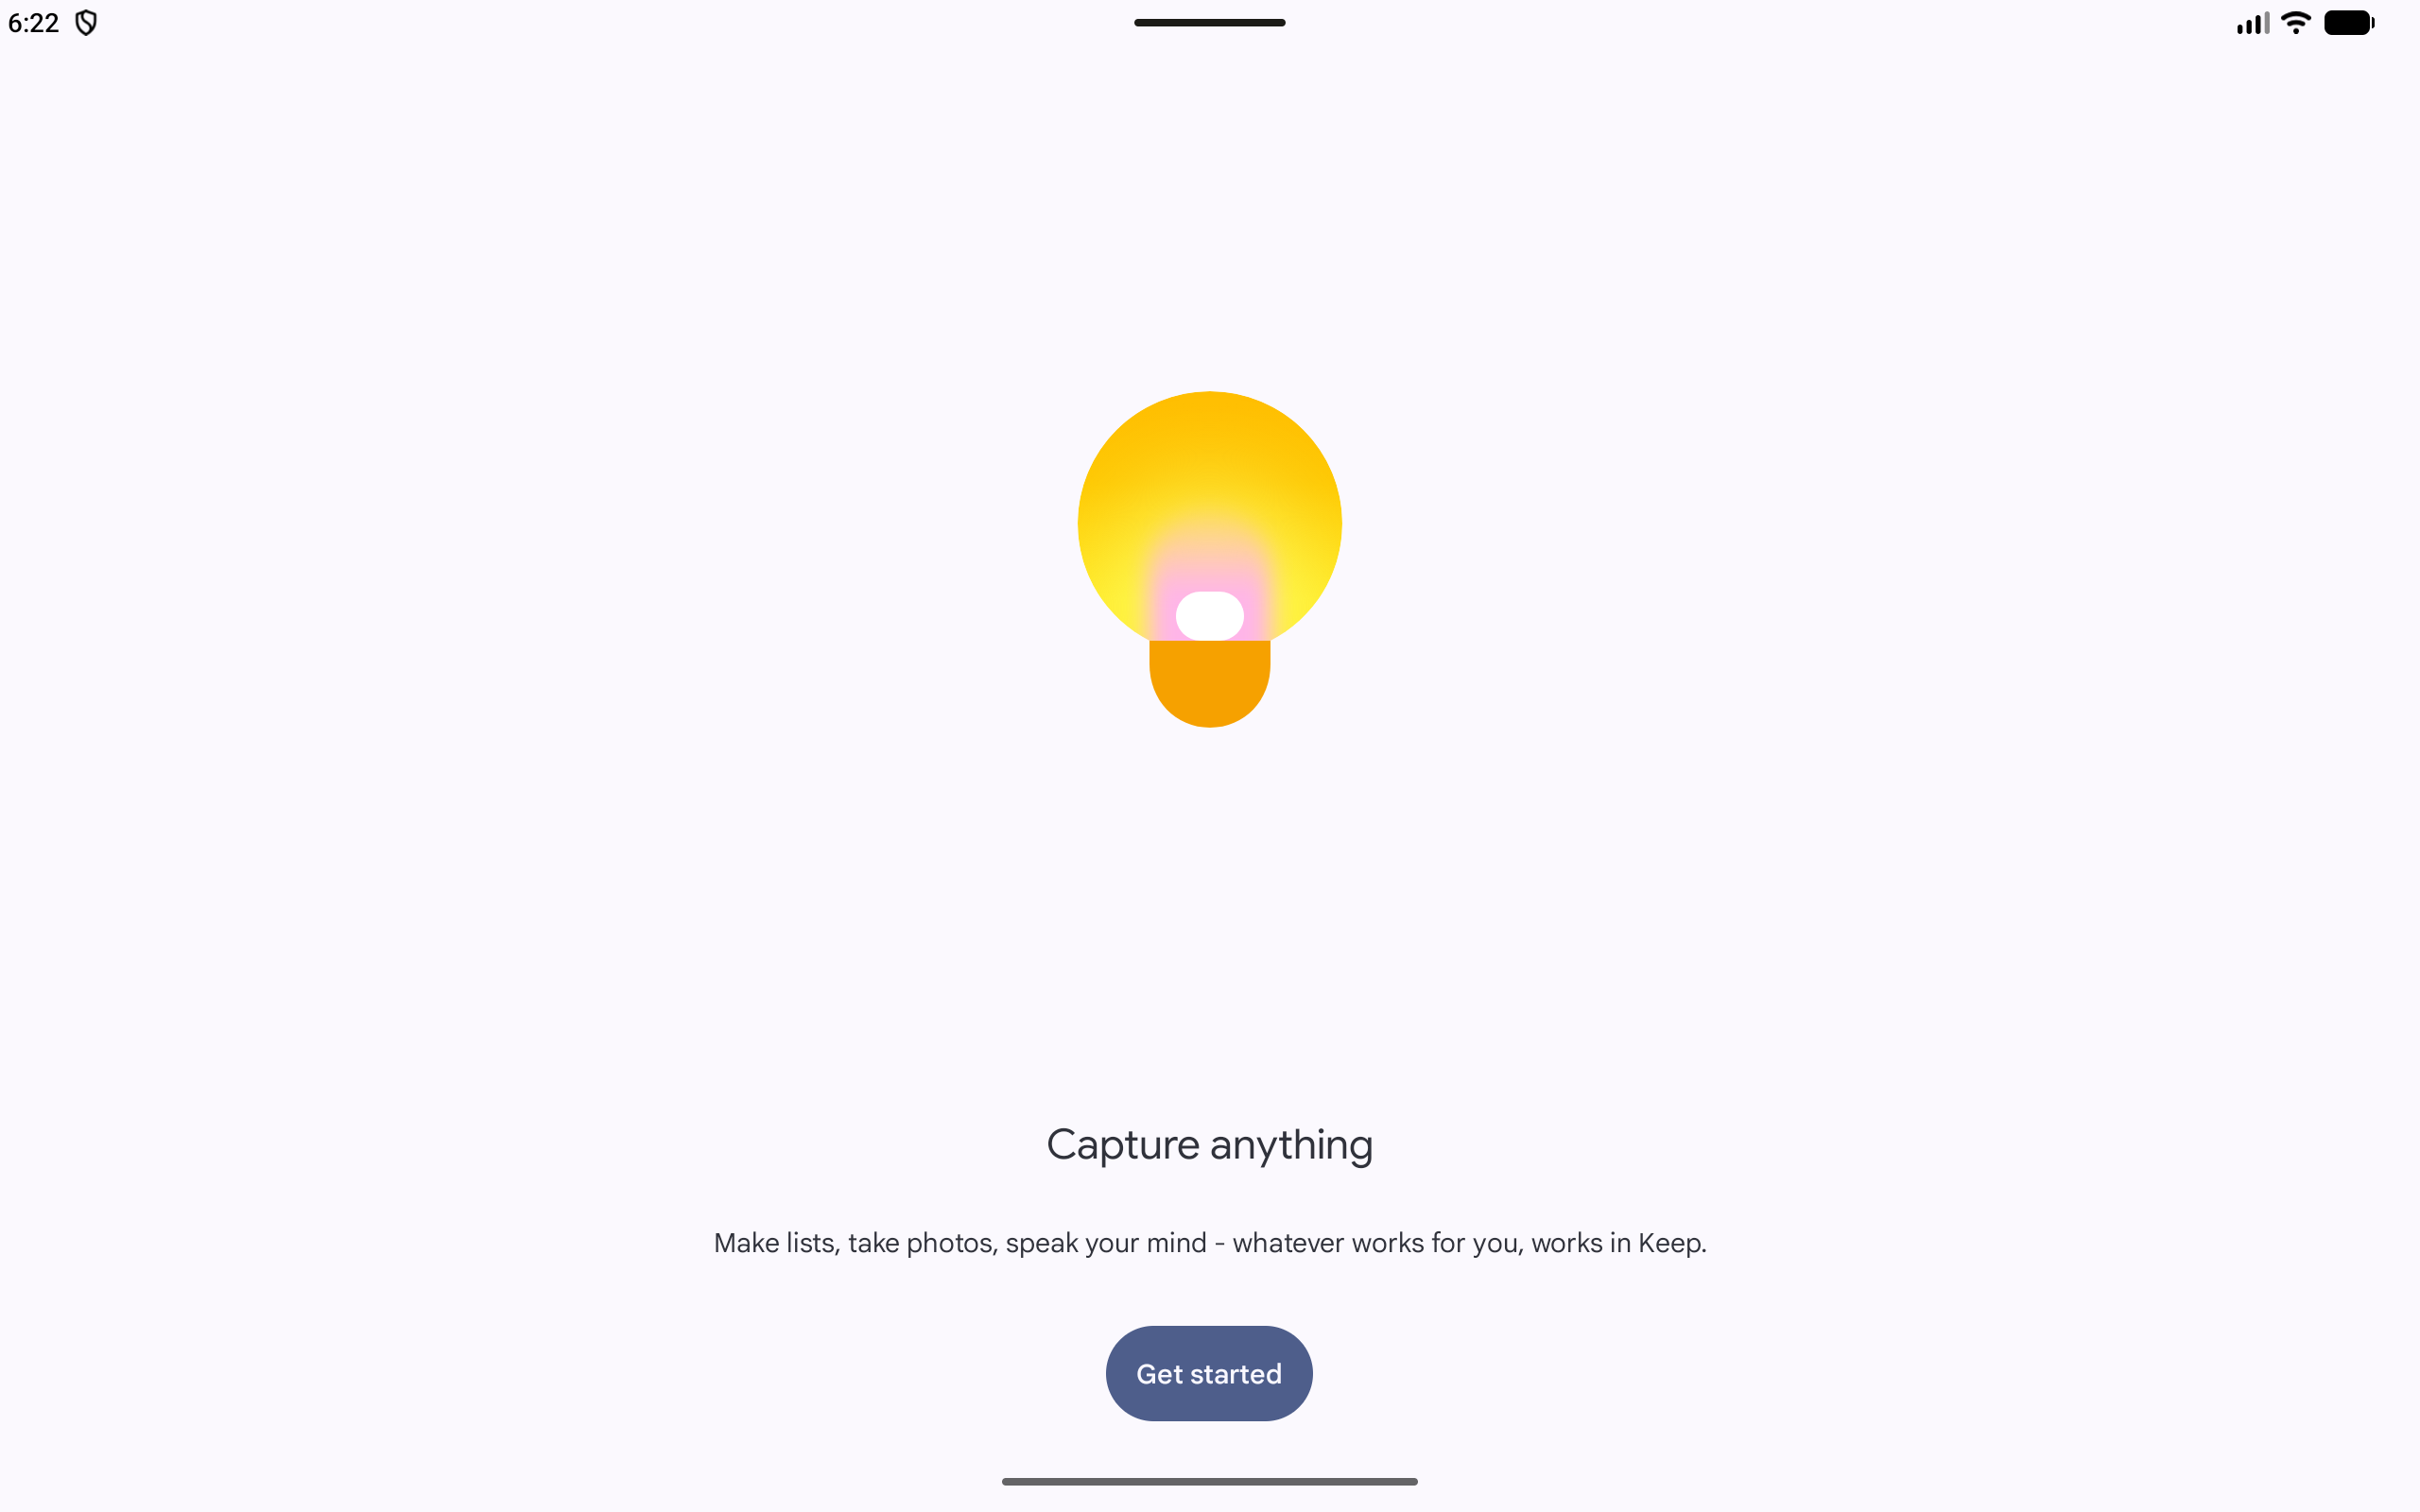 6:22
Capture anything
Make lists, take photos, speak your mind - whatever works for you, works in Keep.
Get started